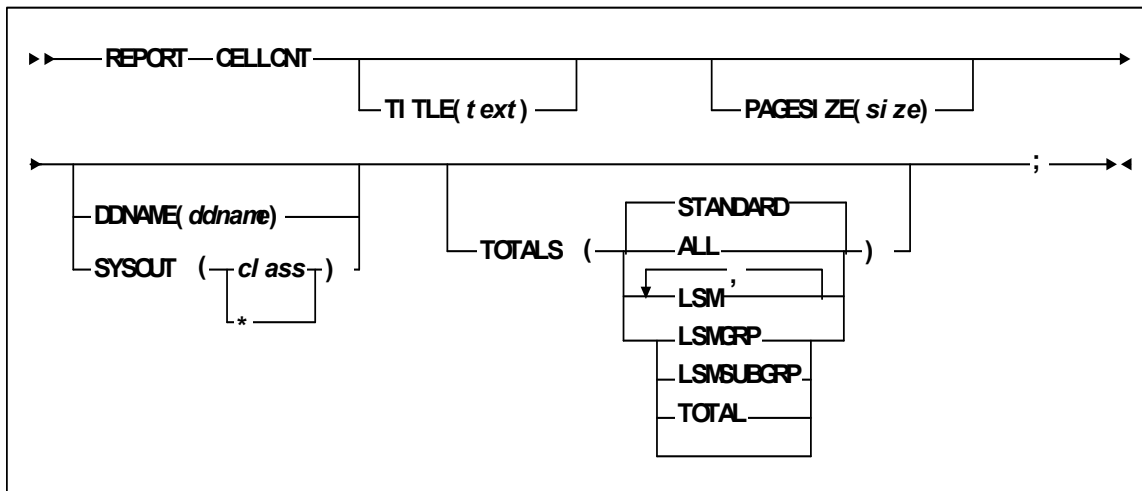 REPORT CELLCNT
TITLE(text) PAGESIZE(size)
;
DDNAME(ddname)
SYSOUT (class)
*
TOTALS (STANDARD)
ALL
,
LSM
LSMGRP
LSMSUBGRP
TOTAL